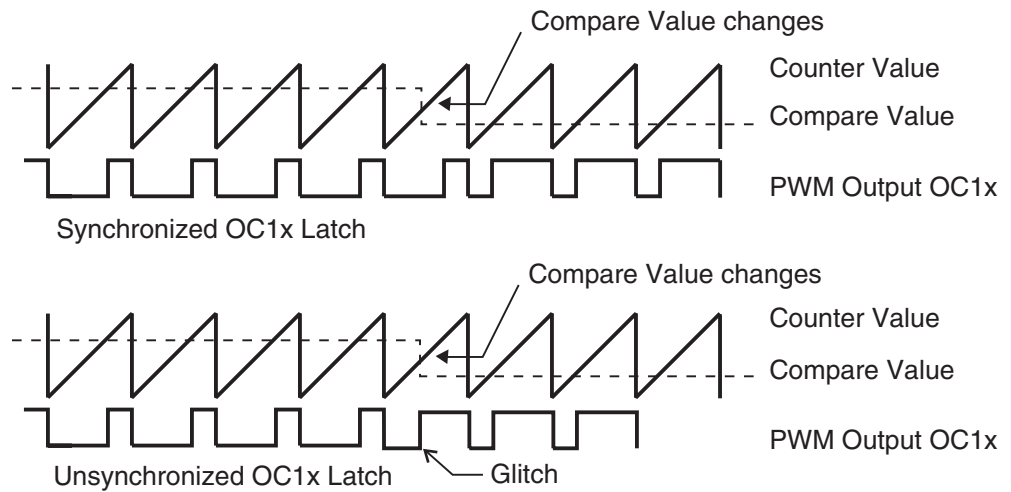 Compare Value changes
Counter Value
Compare Value
PWM Output OC1x
Synchronized OC1x Latch
Compare Value changes
Counter Value
Compare Value
PWM Output OC1x
Unsynchronized OC1x Latch
Glitch